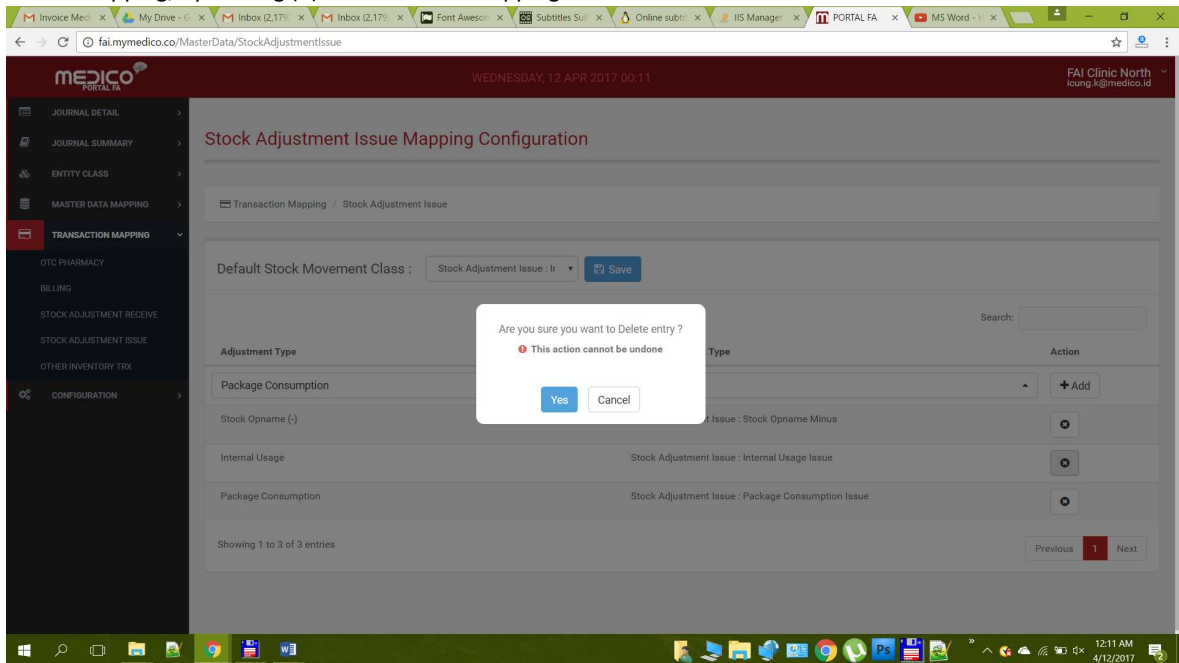 Invoice Medi
My Drive - G
Inbox (2,179)
Inbox (2,179)
Font Aweson
Subtitles Sul
Online subti
IIS Manager
PORTAL FA
MS Word - H
fai.mymedico.co/MasterData/StockAdjustmentIssue
MEDICO
PORTAL FA
WEDNESDAY, 12 APR 2017 00:11
FAI Clinic North
icung.k@medico.id
JOURNAL DETAIL
JOURNAL SUMMARY
ENTITY CLASS
MASTER DATA MAPPING
TRANSACTION MAPPING
OTC PHARMACY
BILLING
STOCK ADJUSTMENT RECEIVE
STOCK ADJUSTMENT ISSUE
OTHER INVENTORY TRX
CONFIGURATION
Stock Adjustment Issue Mapping Configuration
Transaction Mapping / Stock Adjustment Issue
Default Stock Movement Class : Stock Adjustment Issue : Ir Save
Search:
Are you sure you want to Delete entry ?
This action cannot be undone
Yes Cancel
Adjustment Type Type Action
Package Consumption +Add
Stock Opname (-) t Issue : Stock Opname Minus
Internal Usage Stock Adjustment Issue : Internal Usage Issue
Package Consumption Stock Adjustment Issue : Package Consumption Issue
Showing 1 to 3 of 3 entries
Previous 1 Next
12:11 AM
4/12/2017